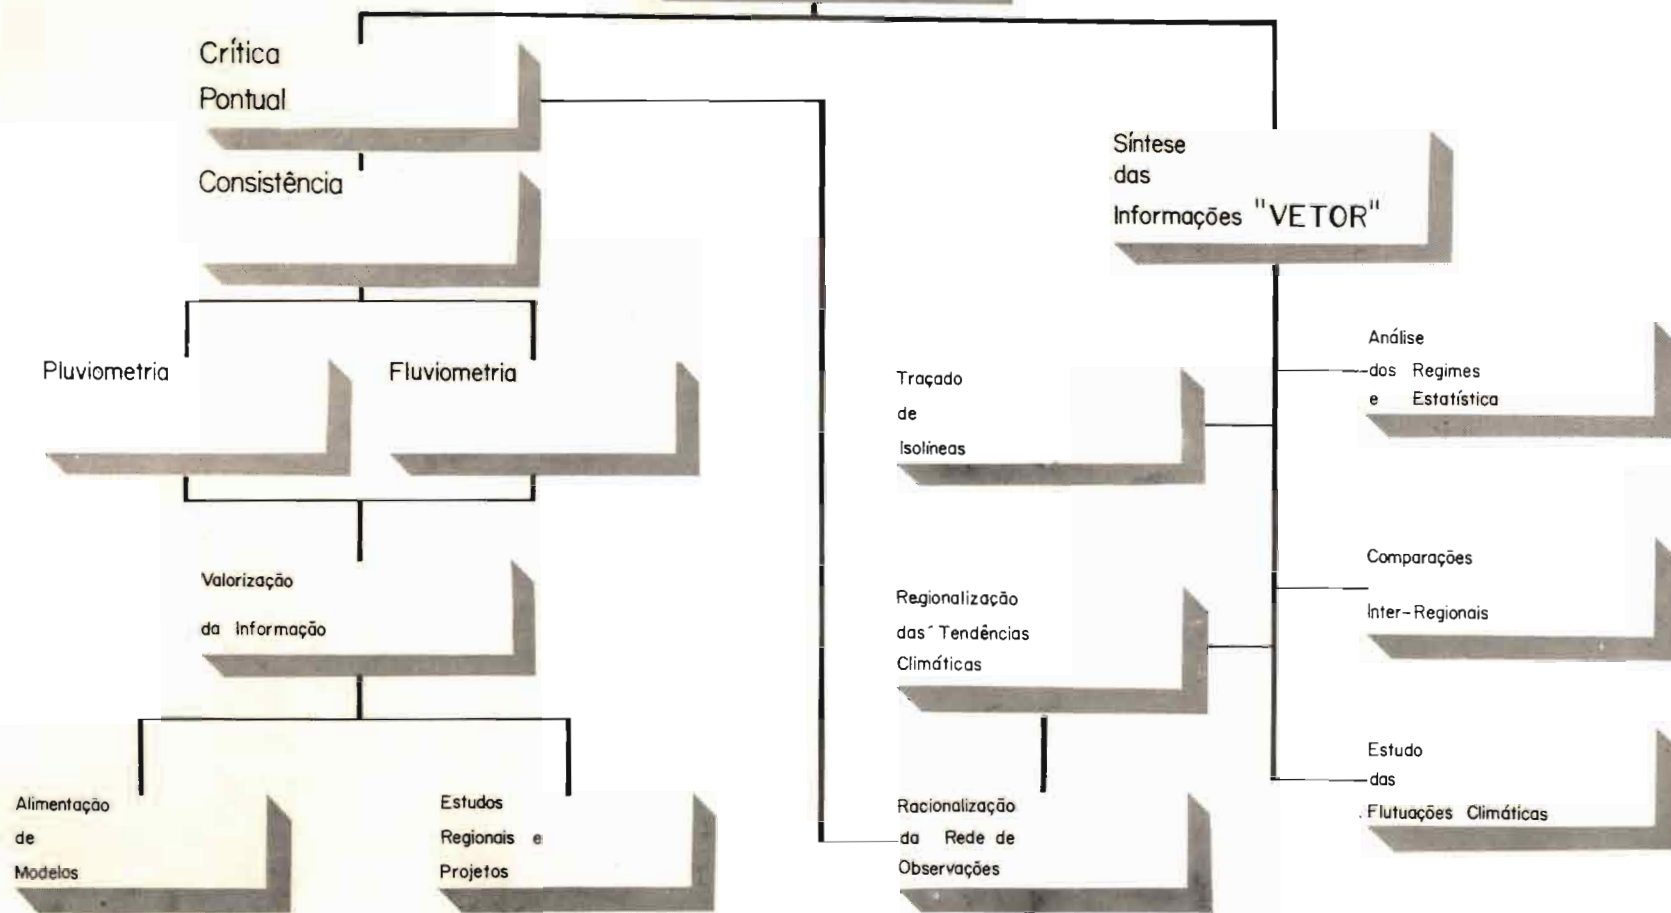 Crítica
Pontual
Consistência
Pluviometria
Fluviometria
Valorização
da Informação
Alimentação
de
Modelos
Estudos
Regionais e
Projetos
Síntese
das
Informações "VETOR"
Traçado
de
Isolíneas
Regionalização
das Tendências
Climáticas
Racionalização
da Rede de
Observações
Análise
dos Regimes
e Estatística
Comparações
Inter-Regionais
Estudo
das
Flutuações Climáticas